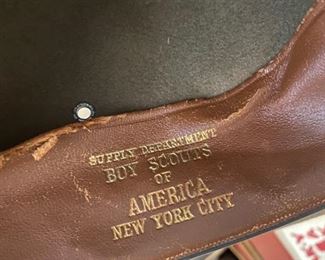 SUPPLY DEPARTMENT
BOY SCOUTS
OF
AMERICA
NEW YORK CITY